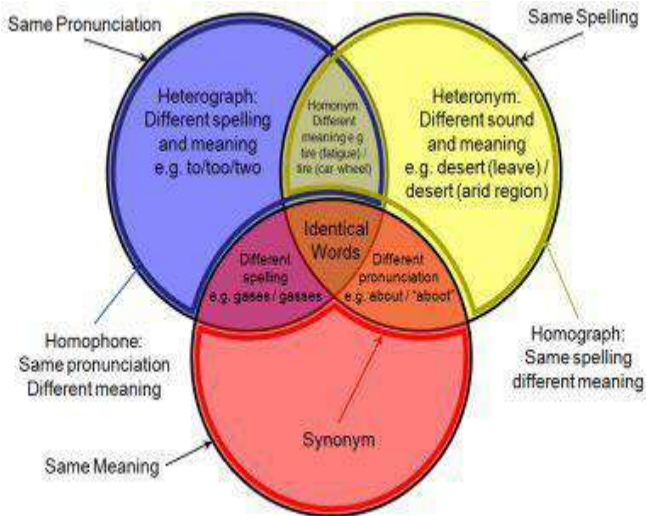 Same Pronunciation
Same Spelling
Heterograph:
Different spelling
and meaning
e.g. to/too/two
Homonym:
Different
meaning e.g
tire (fatigue) /
tire (car wheel)
Heteronym:
Different sound
and meaning
e.g. desert (leave) /
desert (arid region)
Identical
Words
Different
spelling
e.g. gases / gasses
Different
pronunciation
e.g. about / "aboot"
Homophone:
Same pronunciation
Different meaning
Homograph:
Same spelling
different meaning
Synonym
Same Meaning